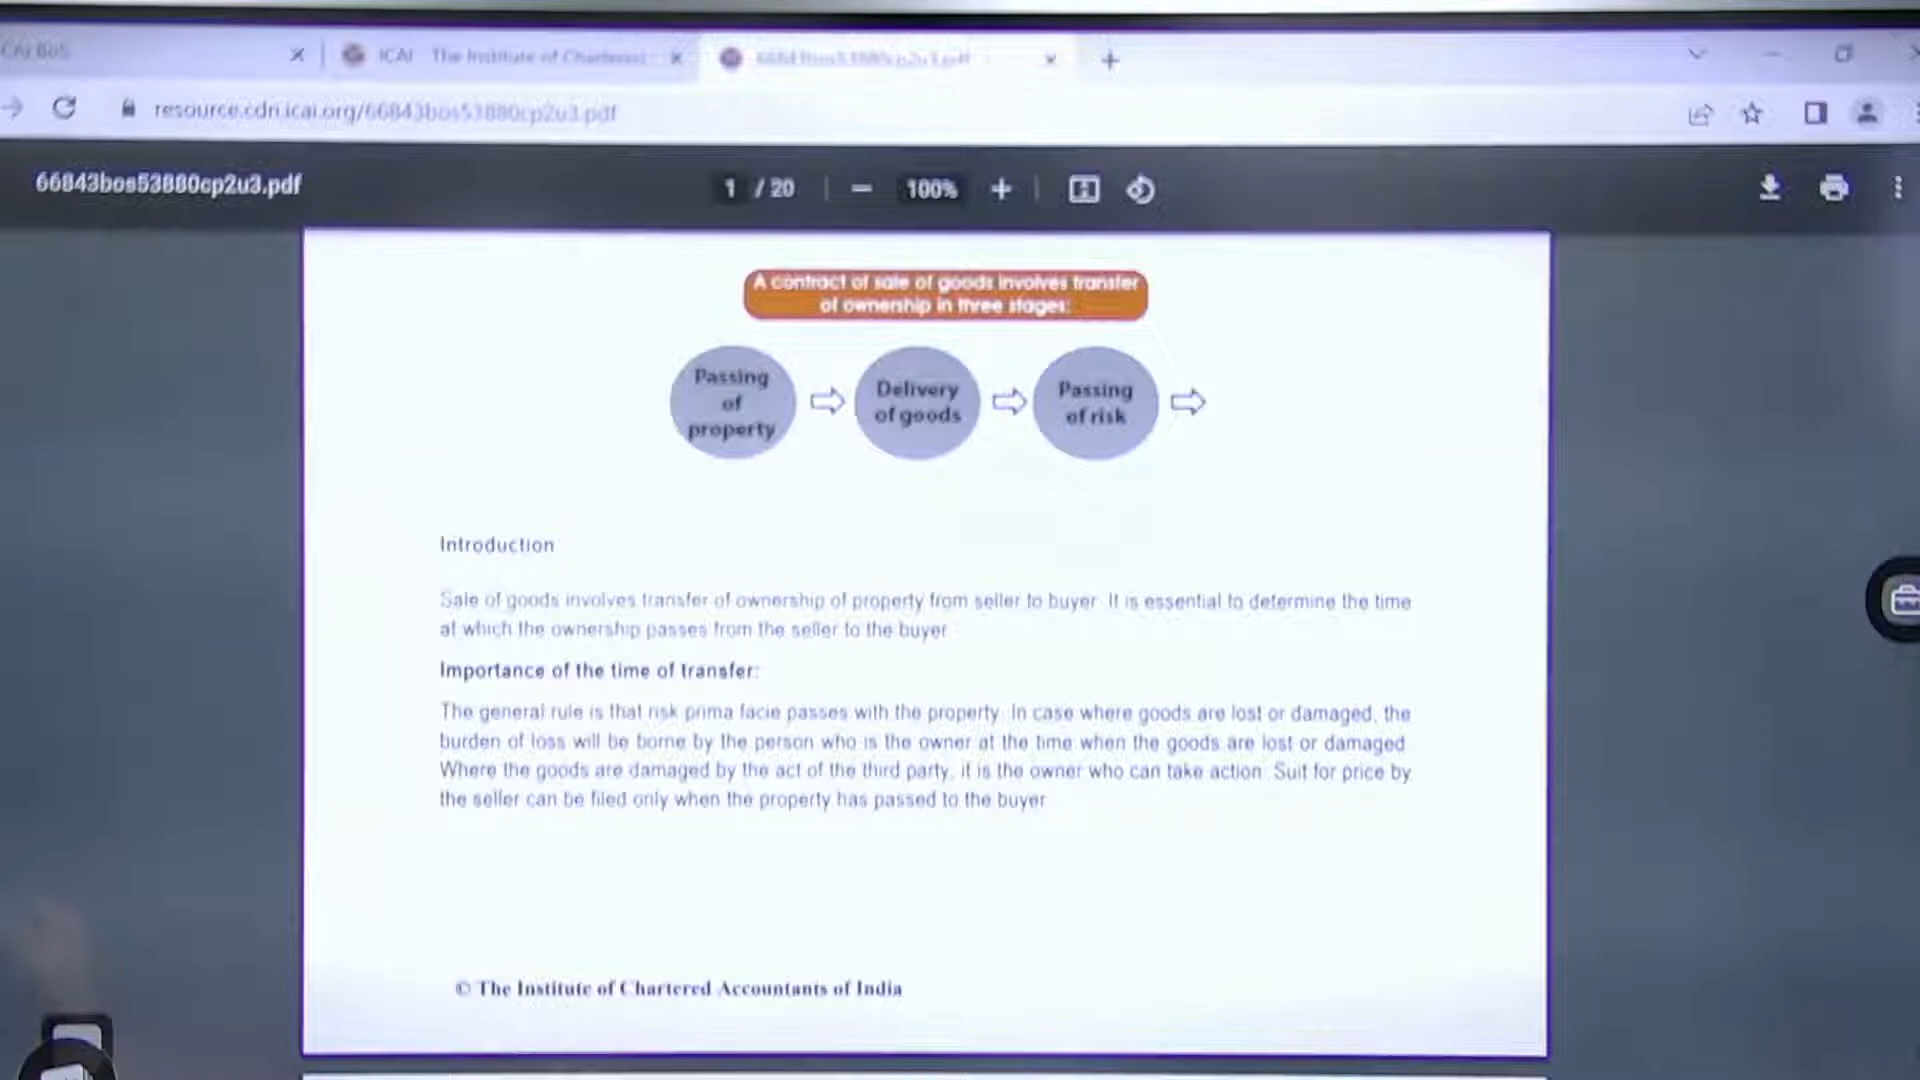 CAI BoS
ICAI - The Institute of Chartered
resource.cdn.icai.org/66843bos53880cp2u3.pdf
66843bos53880cp2u3.pdf
1 / 20
100%
A contract of sale of goods involves transfer
of ownership in three stages:
Passing
of
property
Delivery
of goods
Passing
of risk
Introduction
Sale of goods involves transfer of ownership of property from seller to buyer. It is essential to determine the time
at which the ownership passes from the seller to the buyer.
Importance of the time of transfer:
The general rule is that risk prima facie passes with the property. In case where goods are lost or damaged, the
burden of loss will be borne by the person who is the owner at the time when the goods are lost or damaged.
Where the goods are damaged by the act of the third party, it is the owner who can take action. Suit for price by
the seller can be filed only when the property has passed to the buyer.
© The Institute of Chartered Accountants of India